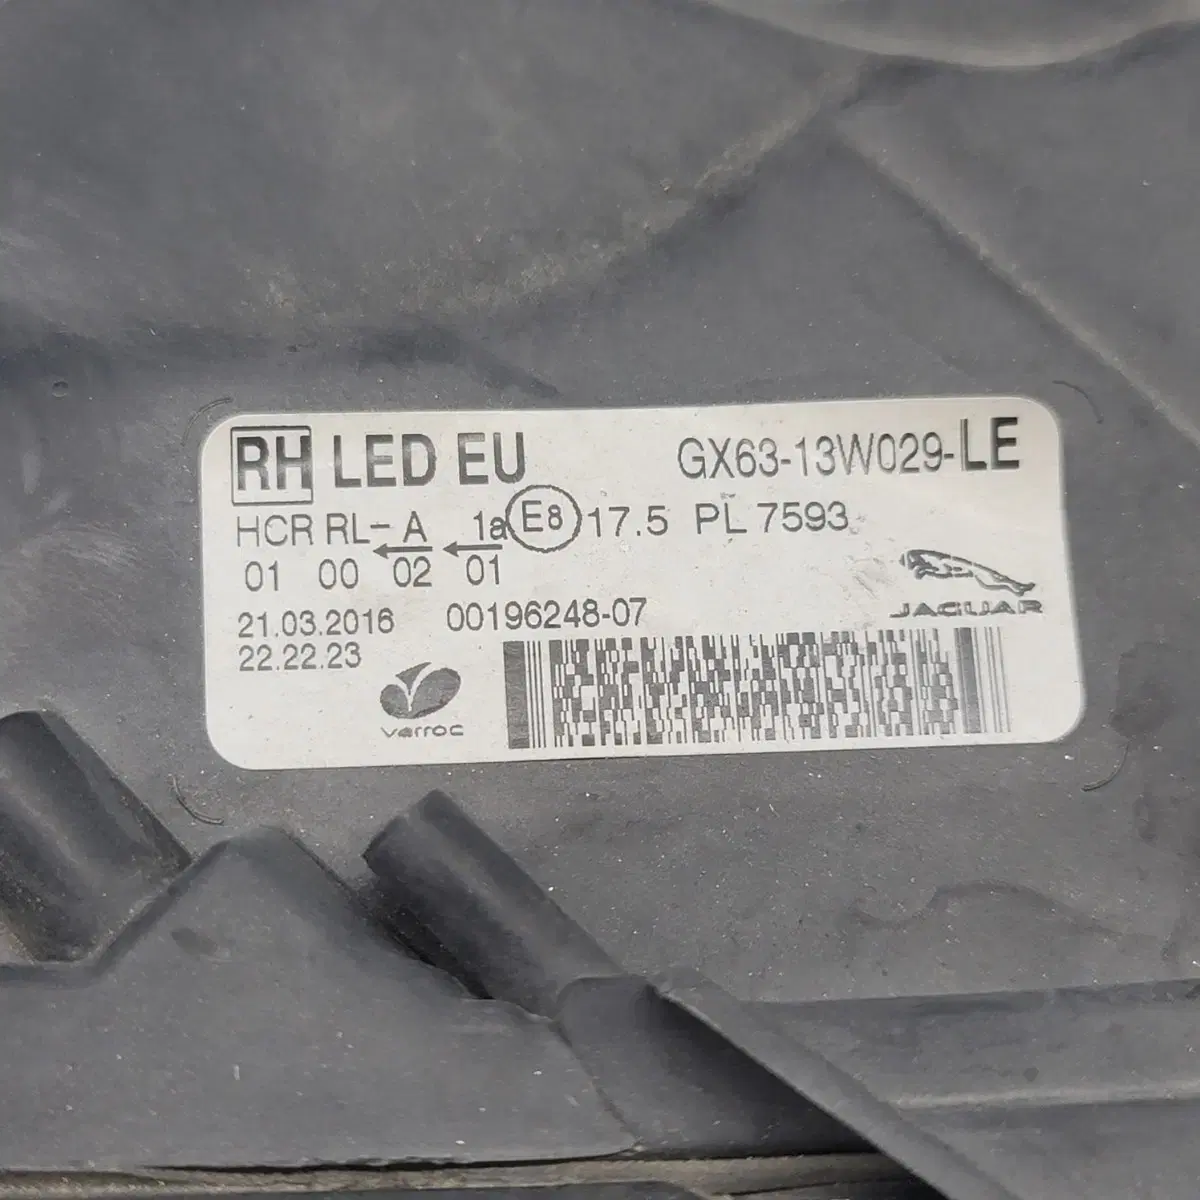 RH LED EU GX63-13W029-LE
HCR RL- A 1a E8 17.5 PL 7593
01 00 02 01
21.03.2016 00196248-07
22.22.23
JAGUAR
varroc